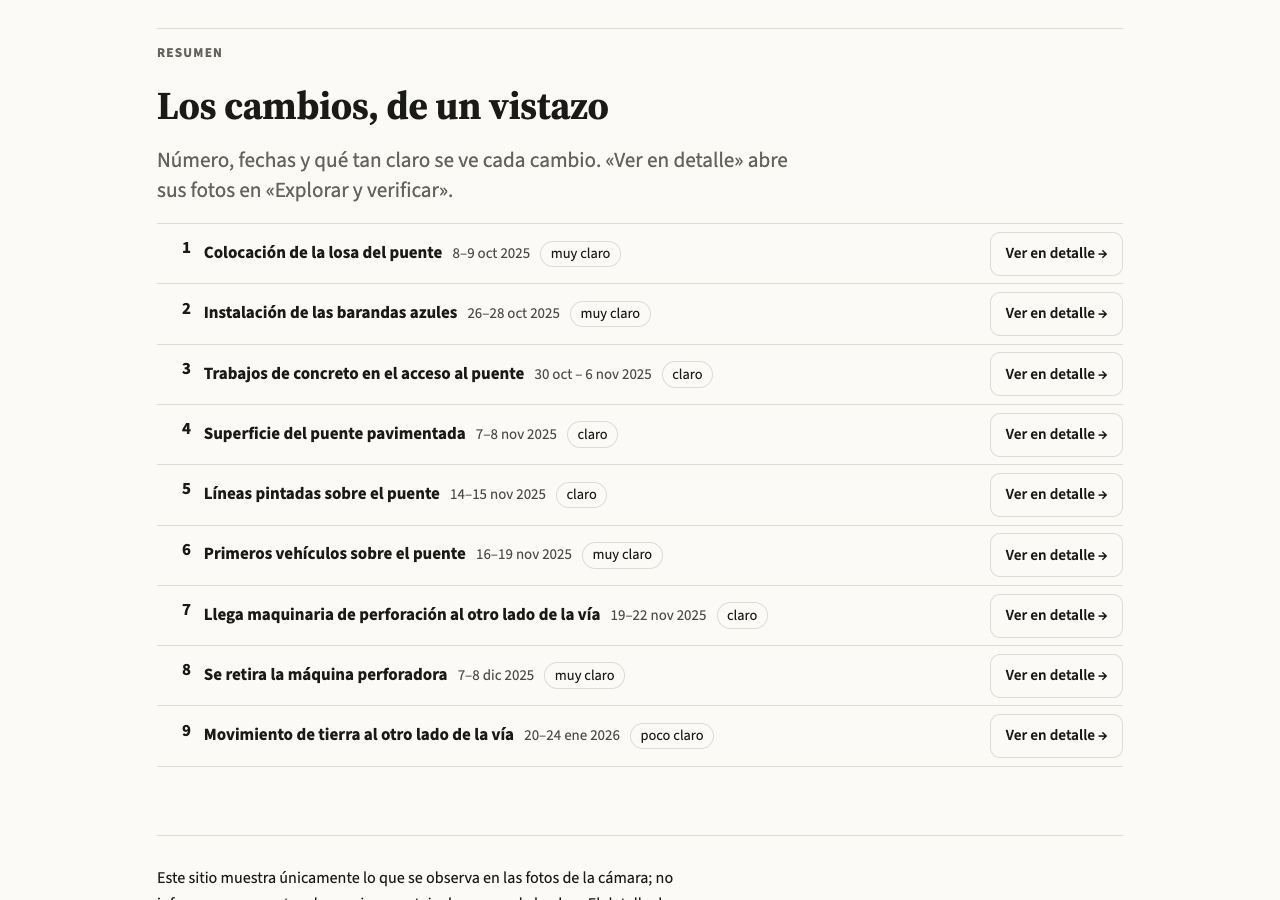 RESUMEN
Los cambios, de un vistazo
Número, fechas y qué tan claro se ve cada cambio. «Ver en detalle» abre
sus fotos en «Explorar y verificar».
1 Colocación de la losa del puente 8–9 oct 2025 muy claro Ver en detalle →
2 Instalación de las barandas azules 26–28 oct 2025 muy claro Ver en detalle →
3 Trabajos de concreto en el acceso al puente 30 oct – 6 nov 2025 claro Ver en detalle →
4 Superficie del puente pavimentada 7–8 nov 2025 claro Ver en detalle →
5 Líneas pintadas sobre el puente 14–15 nov 2025 claro Ver en detalle →
6 Primeros vehículos sobre el puente 16–19 nov 2025 muy claro Ver en detalle →
7 Llega maquinaria de perforación al otro lado de la vía 19–22 nov 2025 claro Ver en detalle →
8 Se retira la máquina perforadora 7–8 dic 2025 muy claro Ver en detalle →
9 Movimiento de tierra al otro lado de la vía 20–24 ene 2026 poco claro Ver en detalle →
Este sitio muestra únicamente lo que se observa en las fotos de la cámara; no